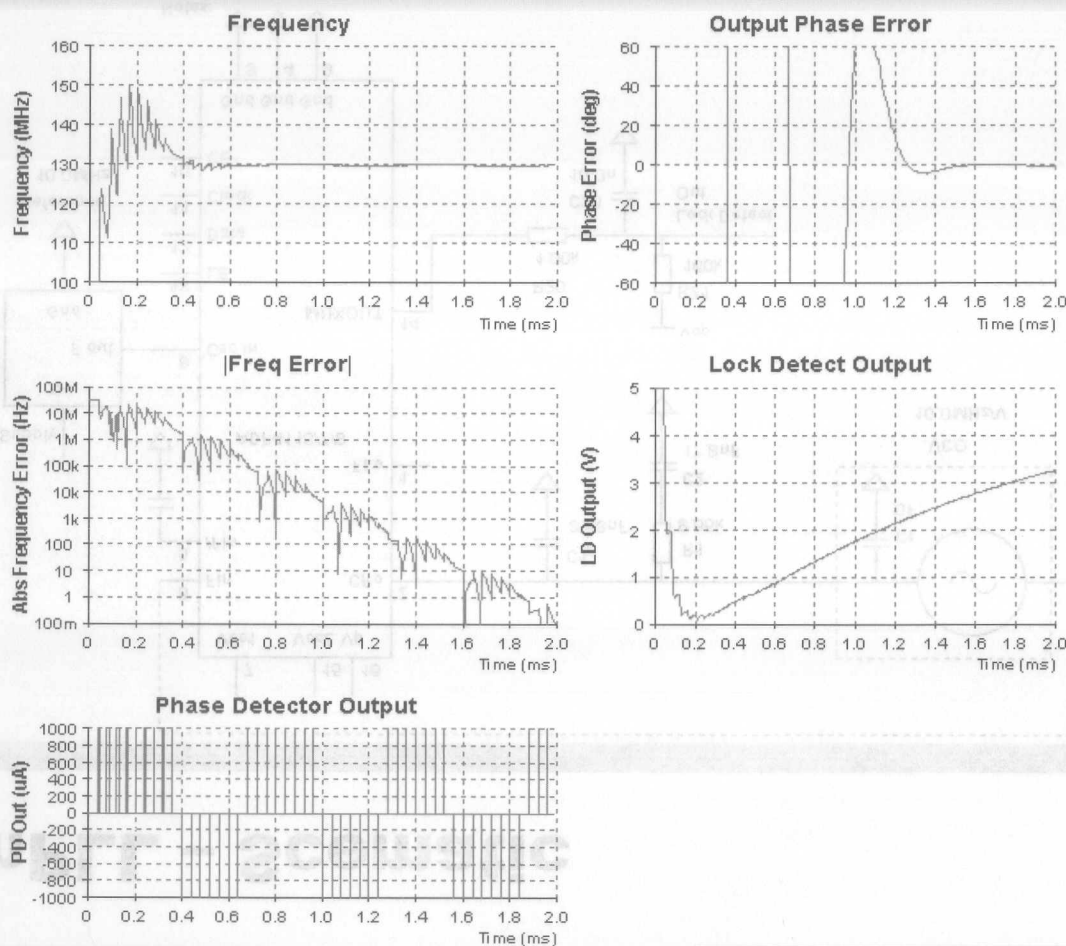 Frequency
160
150
140
130
120
110
100
Frequency (MHz)
0 0.2 0.4 0.6 0.8 1.0 1.2 1.4 1.6 1.8 2.0
Time (ms)
Output Phase Error
60
40
20
0
-20
-40
-60
Phase Error (deg)
0 0.2 0.4 0.6 0.8 1.0 1.2 1.4 1.6 1.8 2.0
Time (ms)
|Freq Error|
100M
10M
1M
100k
10k
1k
100
10
1
100m
Abs Frequency Error (Hz)
0 0.2 0.4 0.6 0.8 1.0 1.2 1.4 1.6 1.8 2.0
Time (ms)
Lock Detect Output
5
4
3
2
1
0
LD Output (V)
0 0.2 0.4 0.6 0.8 1.0 1.2 1.4 1.6 1.8 2.0
Time (ms)
Phase Detector Output
1000
800
600
400
200
0
-200
-400
-600
-800
-1000
PD Out (uA)
0 0.2 0.4 0.6 0.8 1.0 1.2 1.4 1.6 1.8 2.0
Time (ms)